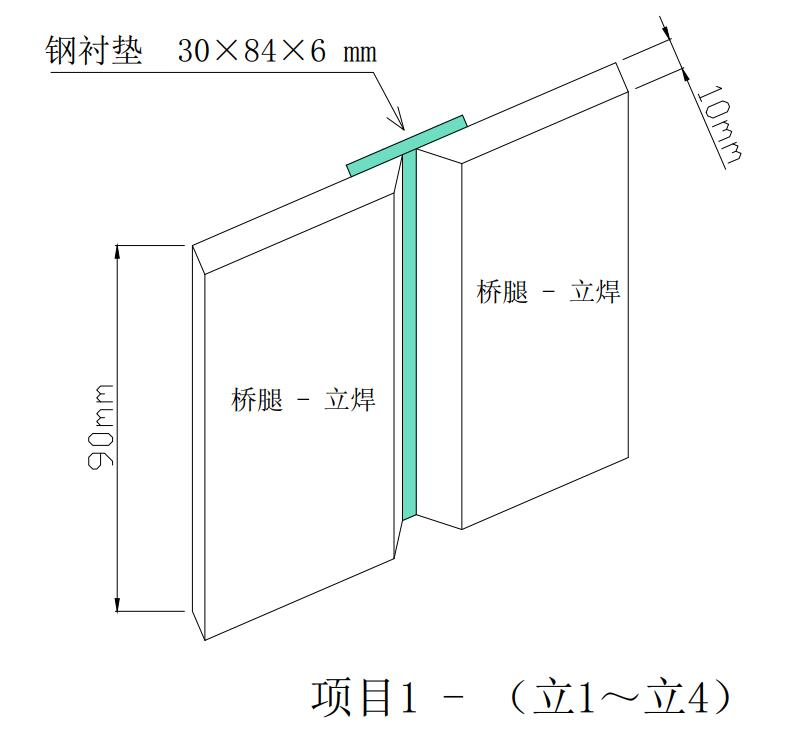 钢衬垫 30×84×6 mm
10mm
桥腿 - 立焊
桥腿 - 立焊
90mm
项目1 - （立1～立4）